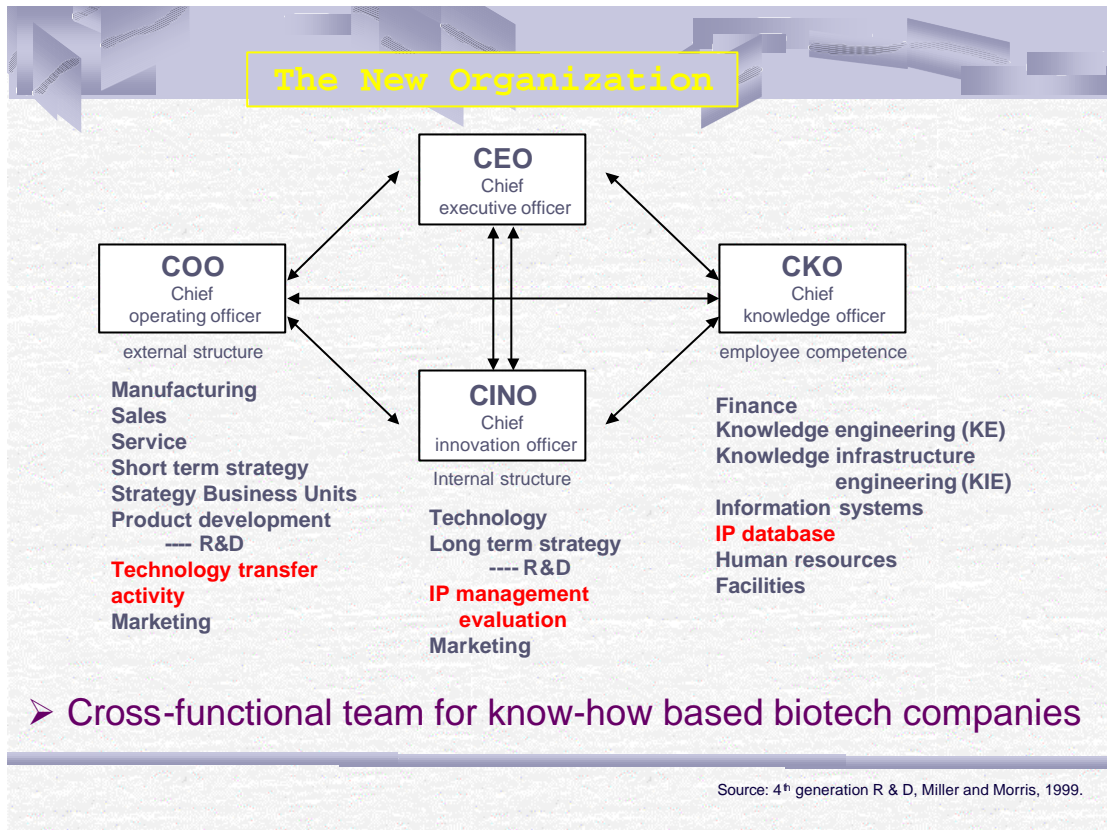 The New Organization
CEO
Chief
executive officer
COO
Chief
operating officer
external structure
Manufacturing
Sales
Service
Short term strategy
Strategy Business Units
Product development
---- R&D
Technology transfer
activity
Marketing
CINO
Chief
innovation officer
Internal structure
Technology
Long term strategy
---- R&D
IP management
evaluation
Marketing
CKO
Chief
knowledge officer
employee competence
Finance
Knowledge engineering (KE)
Knowledge infrastructure
engineering (KIE)
Information systems
IP database
Human resources
Facilities
➢ Cross-functional team for know-how based biotech companies
Source: 4th generation R & D, Miller and Morris, 1999.